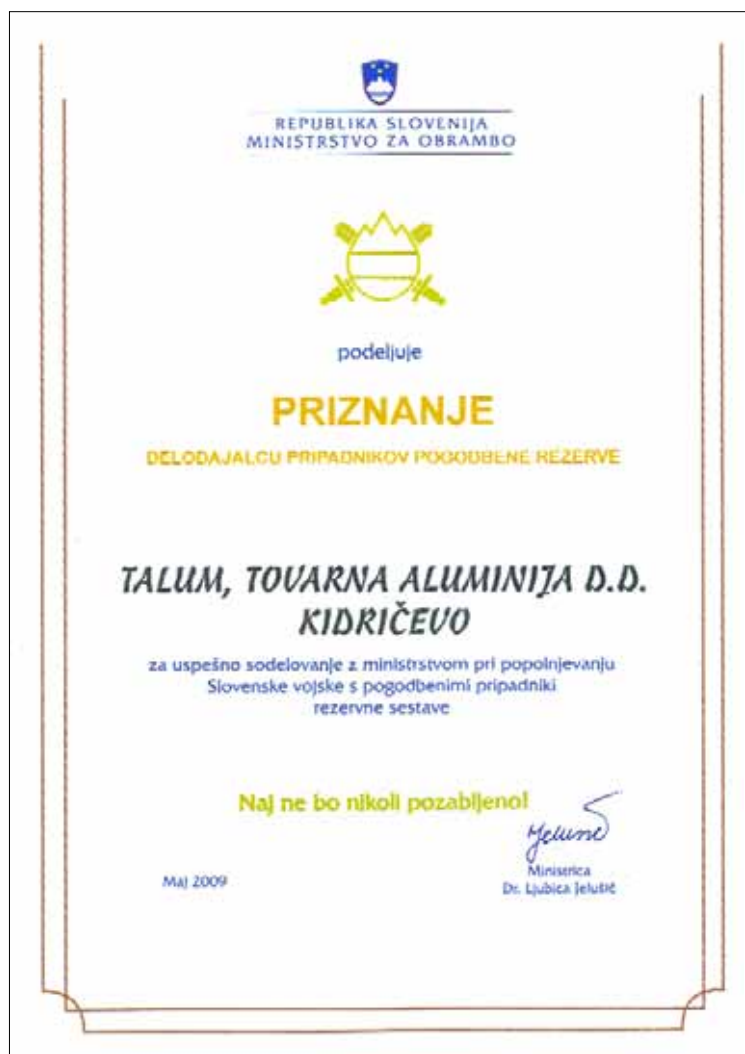 REPUBLIKA SLOVENIJA
MINISTRSTVO ZA OBRAMBO
podeljuje
PRIZNANJE
DELODAJALCU PRIPADNIKOV POGODBENE REZERVE
TALUM, TOVARNA ALUMINIJA D.D.
KIDRIČEVO
za uspešno sodelovanje z ministrstvom pri popolnjevanju
Slovenske vojske s pogodbenimi pripadniki
rezervne sestave
Naj ne bo nikoli pozabljeno!
Maj 2009
Ministrica
Dr. Ljubica Jelušič